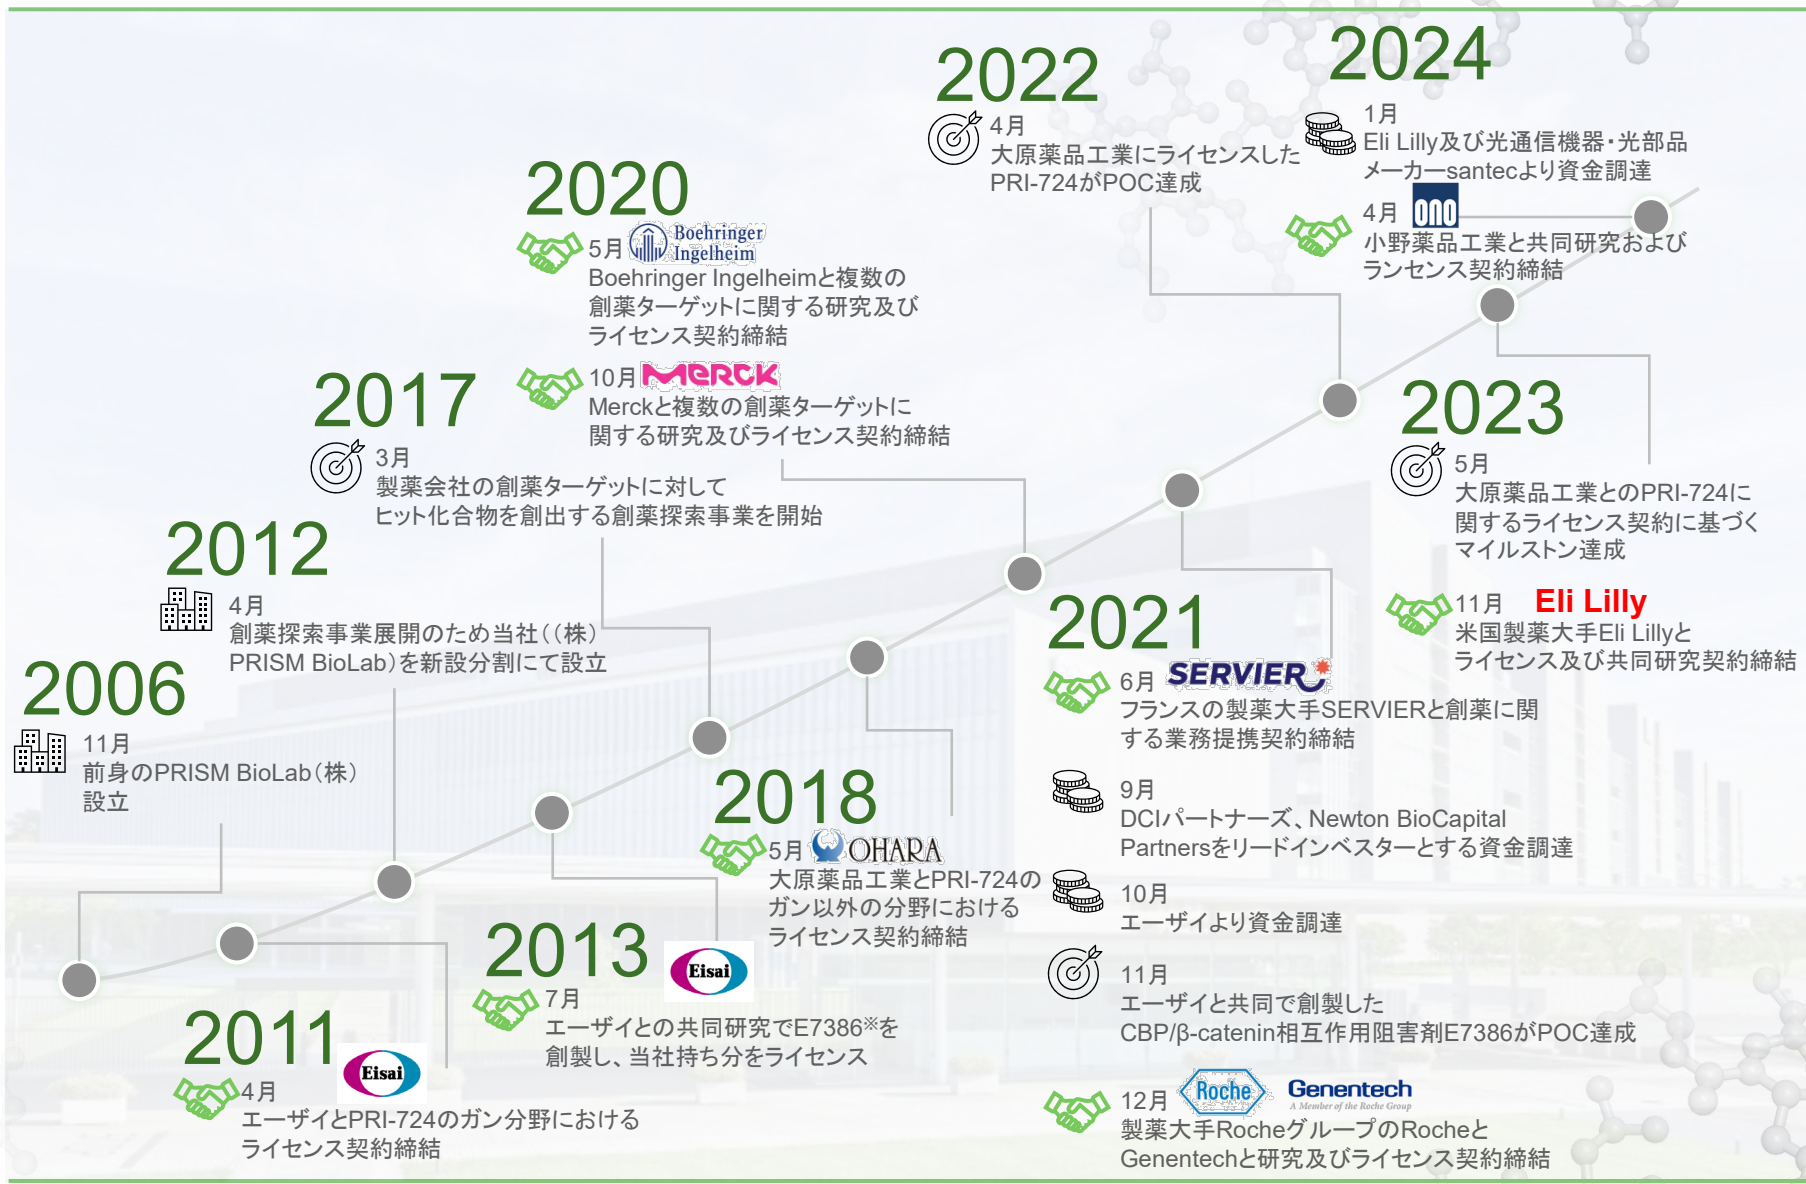 2006
11月
前身のPRISM BioLab（株）
設立
2011
Eisai
4月
エーザイとPRI-724のガン分野における
ライセンス契約締結
2012
4月
創薬探索事業展開のため当社（（株）
PRISM BioLab）を新設分割にて設立
2013
Eisai
7月
エーザイとの共同研究でE7386※を
創製し、当社持ち分をライセンス
2017
3月
製薬会社の創薬ターゲットに対して
ヒット化合物を創出する創薬探索事業を開始
2018
5月 OHARA
大原薬品工業とPRI-724の
ガン以外の分野における
ライセンス契約締結
2020
5月 Boehringer
Ingelheim
Boehringer Ingelheimと複数の
創薬ターゲットに関する研究及び
ライセンス契約締結
10月 MERCK
Merckと複数の創薬ターゲットに
関する研究及びライセンス契約締結
2021
6月 SERVIER
フランスの製薬大手SERVIERと創薬に関
する業務提携契約締結
9月
DCIパートナーズ、Newton BioCapital
Partnersをリードインベスターとする資金調達
10月
エーザイより資金調達
11月
エーザイと共同で創製した
CBP/β-catenin相互作用阻害剤E7386がPOC達成
12月 Roche Genentech
A Member of the Roche Group
製薬大手RocheグループのRocheと
Genentechと研究及びライセンス契約締結
2022
4月
大原薬品工業にライセンスした
PRI-724がPOC達成
2023
5月
大原薬品工業とのPRI-724に
関するライセンス契約に基づく
マイルストン達成
11月 Eli Lilly
米国製薬大手Eli Lillyと
ライセンス及び共同研究契約締結
2024
1月
Eli Lilly及び光通信機器・光部品
メーカーsantecより資金調達
4月 ono
小野薬品工業と共同研究および
ランセンス契約締結